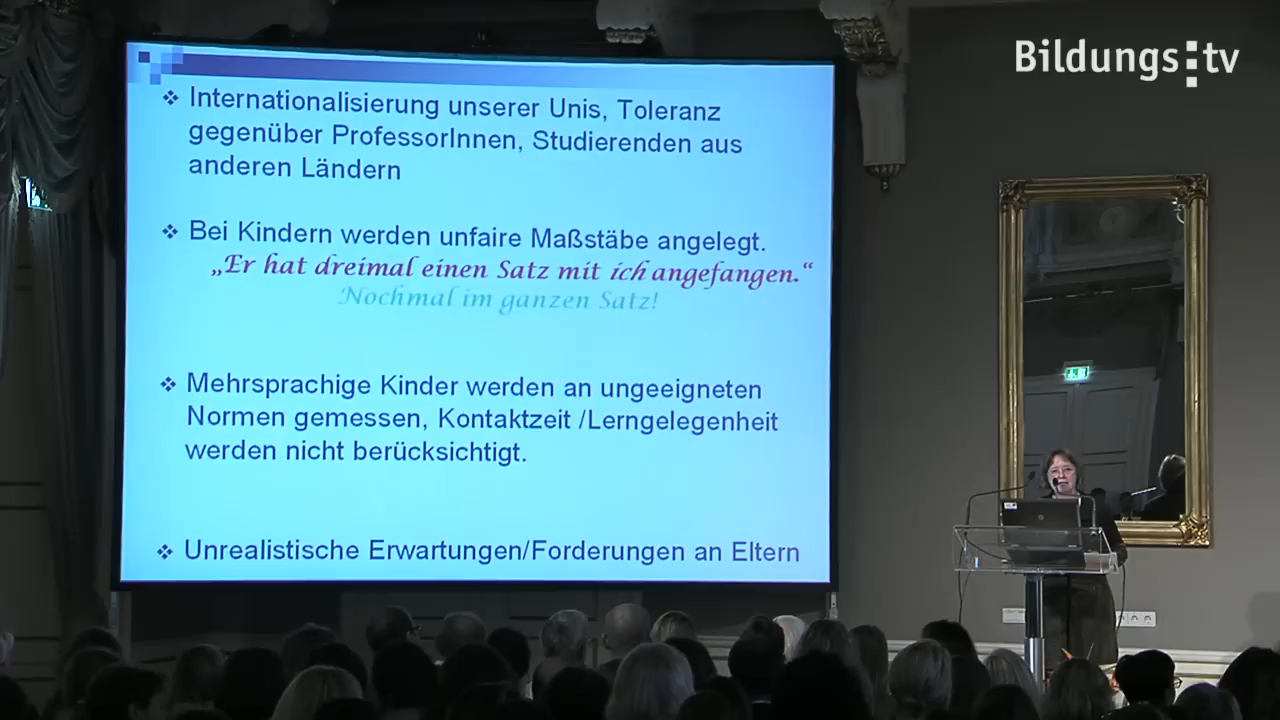 Bildungs:tv
Internationalisierung unserer Unis, Toleranz
gegenüber ProfessorInnen, Studierenden aus
anderen Ländern
Bei Kindern werden unfaire Maßstäbe angelegt.
„Er hat dreimal einen Satz mit ich angefangen.“
Nochmal im ganzen Satz!
Mehrsprachige Kinder werden an ungeeigneten
Normen gemessen, Kontaktzeit /Lerngelegenheit
werden nicht berücksichtigt.
Unrealistische Erwartungen/Forderungen an Eltern